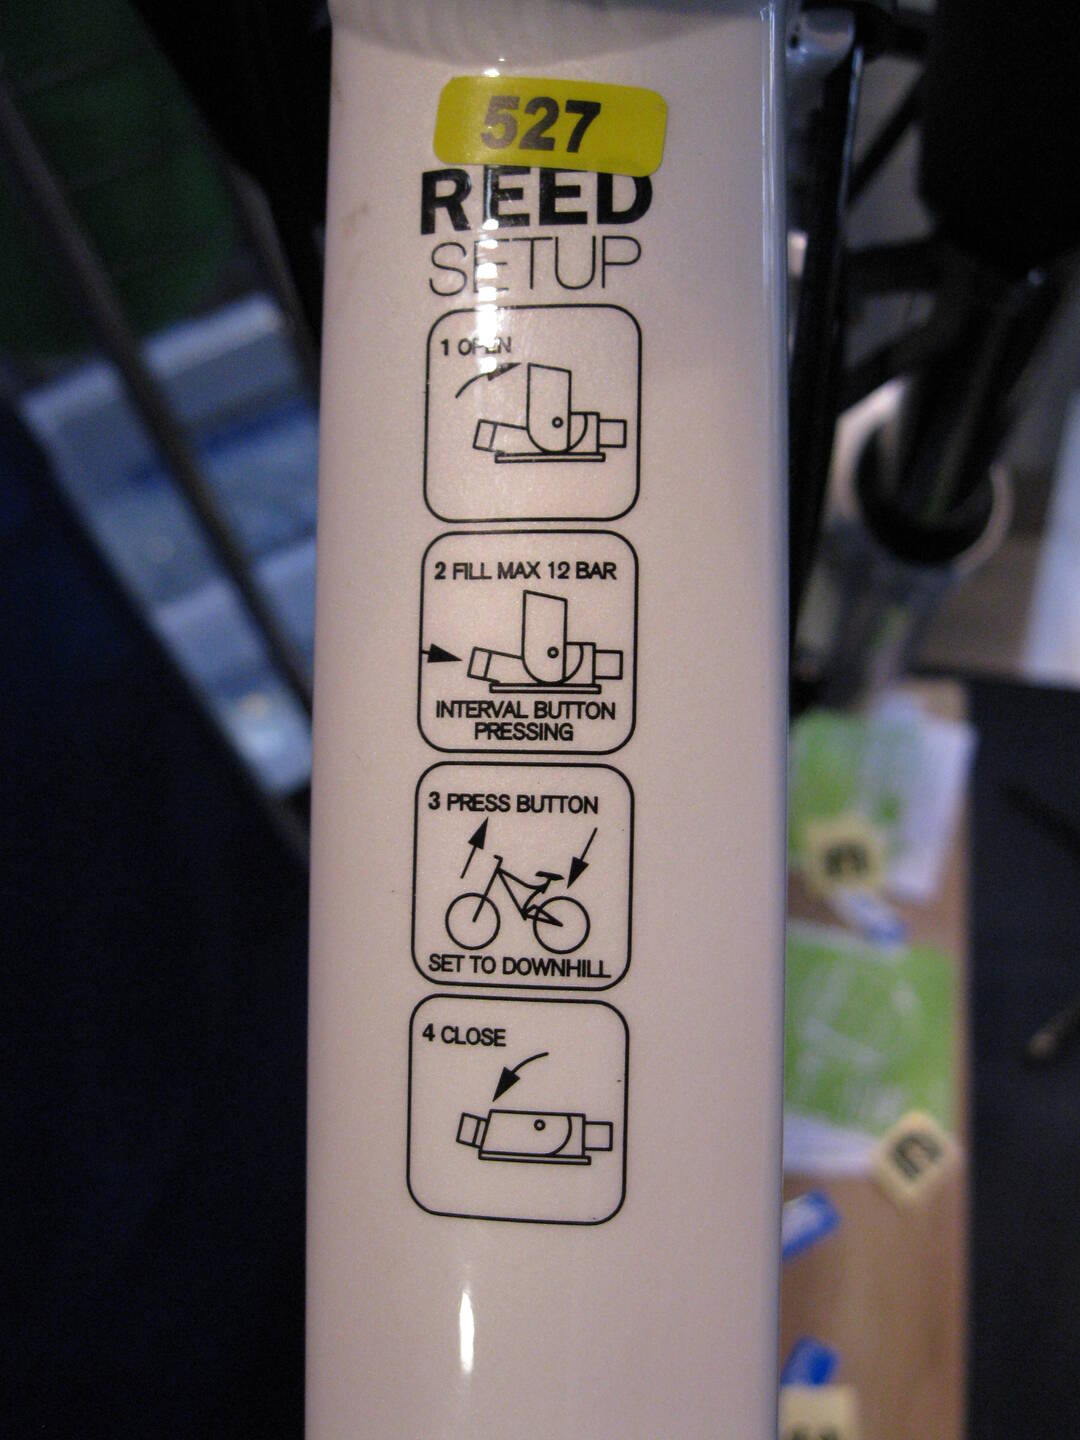 527
REED
SETUP
1 OPEN
2 FILL MAX 12 BAR
INTERVAL BUTTON
PRESSING
3 PRESS BUTTON
SET TO DOWNHILL
4 CLOSE